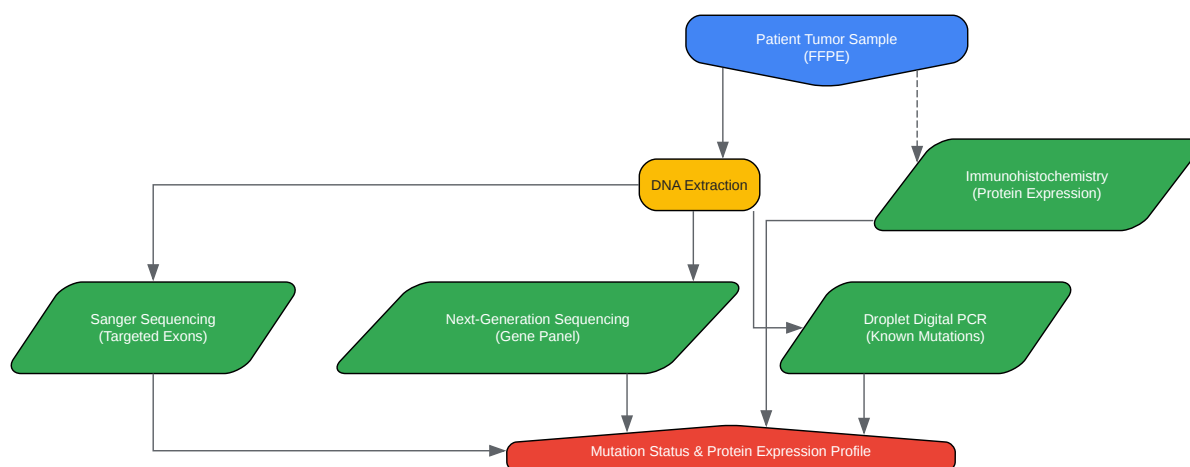 Patient Tumor Sample
(FFPE)
Immunohistochemistry
(Protein Expression)
DNA Extraction
Sanger Sequencing
(Targeted Exons)
Next-Generation Sequencing
(Gene Panel)
Droplet Digital PCR
(Known Mutations)
Mutation Status & Protein Expression Profile